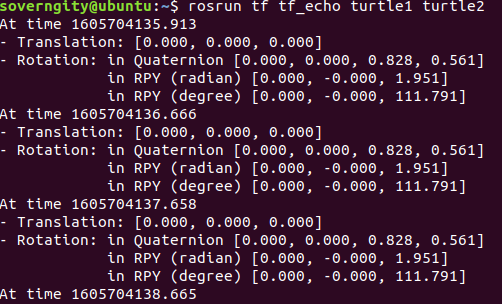 soverngity@ubuntu:~$ rosrun tf tf_echo turtle1 turtle2
At time 1605704135.913
- Translation: [0.000, 0.000, 0.000]
- Rotation: in Quaternion [0.000, 0.000, 0.828, 0.561]
            in RPY (radian) [0.000, -0.000, 1.951]
            in RPY (degree) [0.000, -0.000, 111.791]
At time 1605704136.666
- Translation: [0.000, 0.000, 0.000]
- Rotation: in Quaternion [0.000, 0.000, 0.828, 0.561]
            in RPY (radian) [0.000, -0.000, 1.951]
            in RPY (degree) [0.000, -0.000, 111.791]
At time 1605704137.658
- Translation: [0.000, 0.000, 0.000]
- Rotation: in Quaternion [0.000, 0.000, 0.828, 0.561]
            in RPY (radian) [0.000, -0.000, 1.951]
            in RPY (degree) [0.000, -0.000, 111.791]
At time 1605704138.665